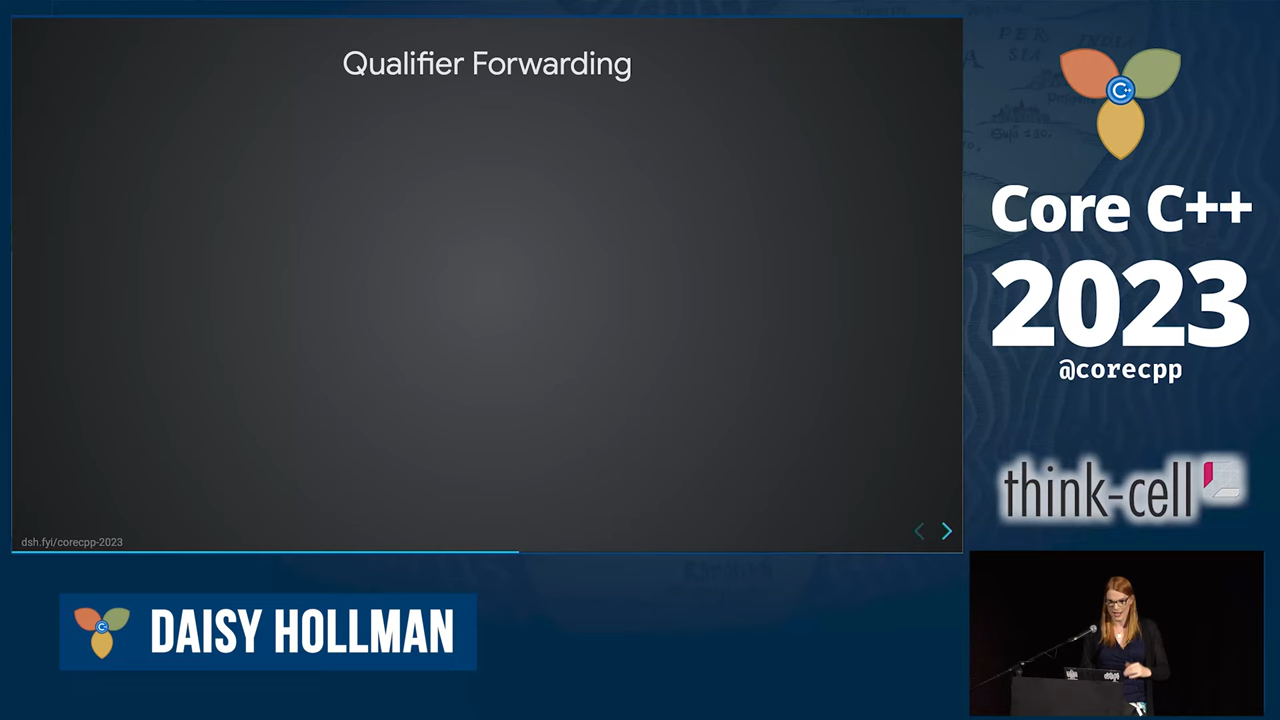 Qualifier Forwarding
dsh.fyi/corecpp-2023
C++
Core C++
2023
@corecpp
think-cell
C++
DAISY HOLLMAN